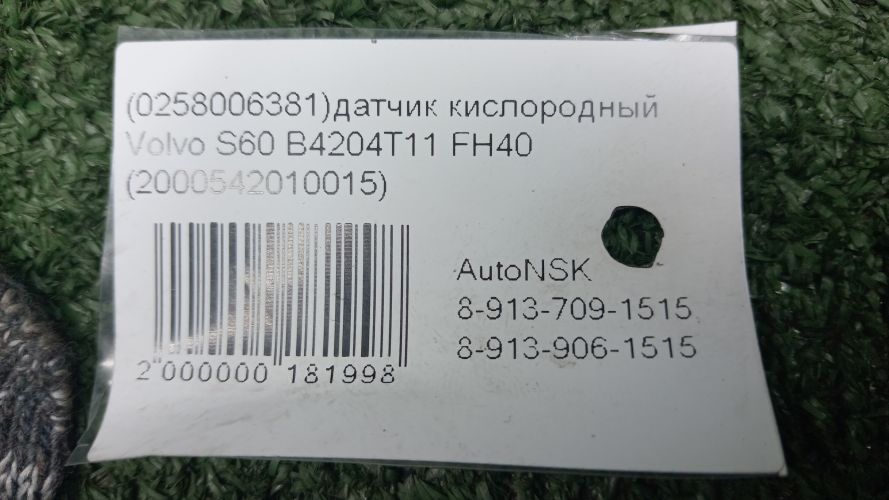 (0258006381)датчик кислородный
Volvo S60 B4204T11 FH40
(2000542010015)
2 000000 181998
AutoNSK
8-913-709-1515
8-913-906-1515